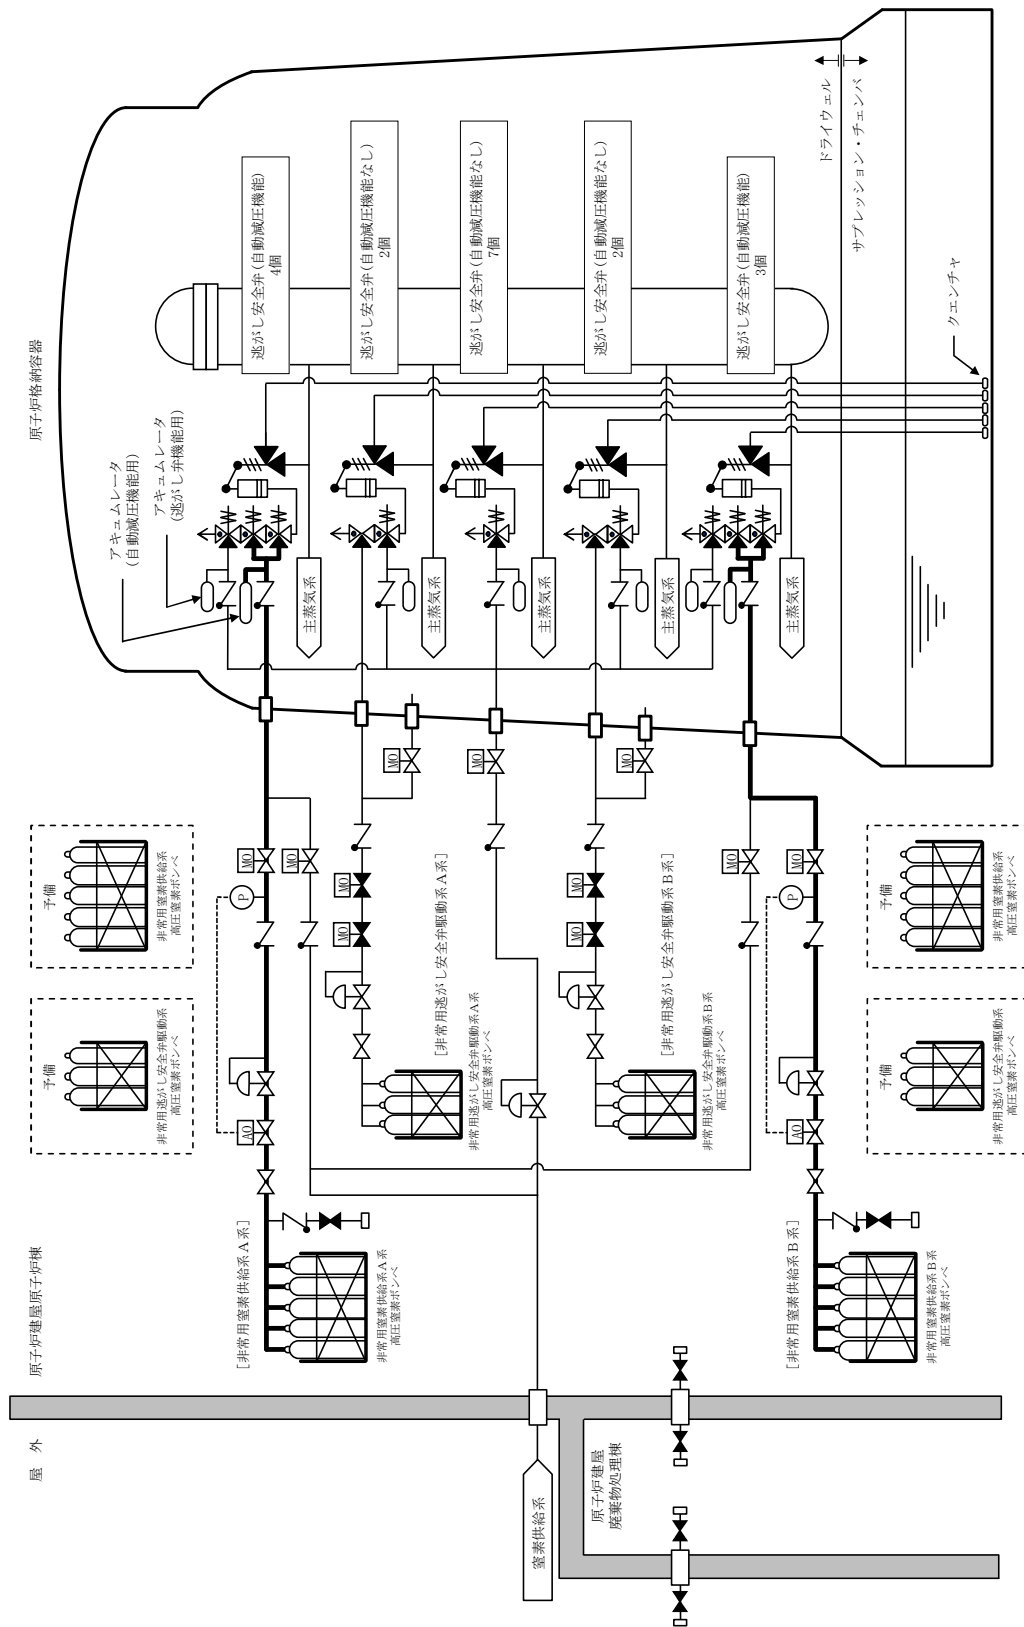 原子炉格納容器
アキュムレータ
(自動減圧機能用)
アキュムレータ
(逃がし弁機能用)
逃がし安全弁(自動減圧機能)
4個
逃がし安全弁(自動減圧機能なし)
2個
逃がし安全弁(自動減圧機能なし)
7個
逃がし安全弁(自動減圧機能なし)
2個
逃がし安全弁(自動減圧機能)
3個
ドライウェル
サプレッション・チェンバ
クエンチャ
主蒸気系
主蒸気系
主蒸気系
主蒸気系
主蒸気系
MO
MO
MO
MO
MO
MO
MO
MO
MO
MO
MO
P
P
AO
AO
予備
非常用窒素供給系
高圧窒素ボンベ
予備
非常用逃がし安全弁駆動系
高圧窒素ボンベ
予備
非常用窒素供給系
高圧窒素ボンベ
予備
非常用逃がし安全弁駆動系
高圧窒素ボンベ
[非常用逃がし安全弁駆動系A系]
非常用逃がし安全弁駆動系A系
高圧窒素ボンベ
[非常用逃がし安全弁駆動系B系]
非常用逃がし安全弁駆動系B系
高圧窒素ボンベ
原子炉建屋原子炉棟
[非常用窒素供給系A系]
非常用窒素供給系A系
高圧窒素ボンベ
[非常用窒素供給系B系]
非常用窒素供給系B系
高圧窒素ボンベ
屋 外
窒素供給系
原子炉建屋
廃棄物処理棟